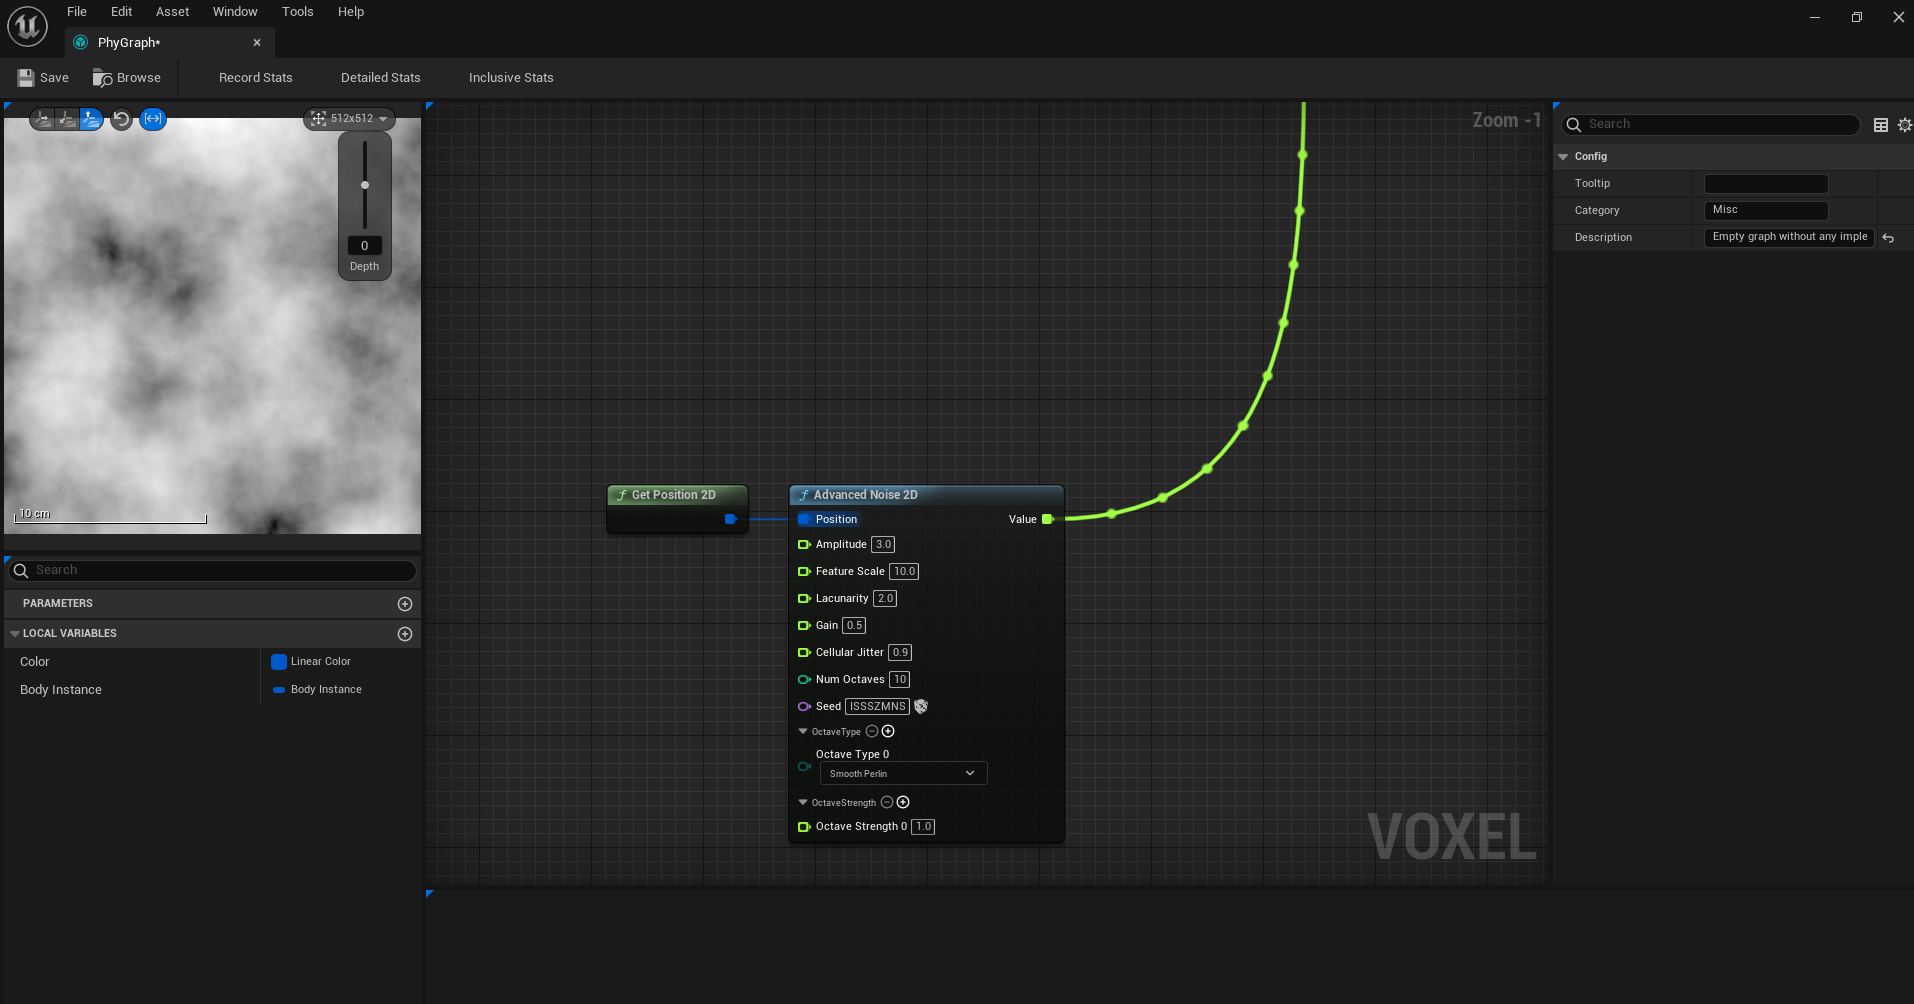 File Edit Asset Window Tools Help
PhyGraph*
Save Browse Record Stats Detailed Stats Inclusive Stats
512x512
0
Depth
10 cm
Search
PARAMETERS
LOCAL VARIABLES
Color Linear Color
Body Instance Body Instance
Zoom -1
Get Position 2D
Advanced Noise 2D
Position Value
Amplitude 3.0
Feature Scale 10.0
Lacunarity 2.0
Gain 0.5
Cellular Jitter 0.9
Num Octaves 10
Seed ISSSZMNS
OctaveType
Octave Type 0
Smooth Perlin
OctaveStrength
Octave Strength 0 1.0
VOXEL
Search
Config
Tooltip
Category Misc
Description Empty graph without any imple